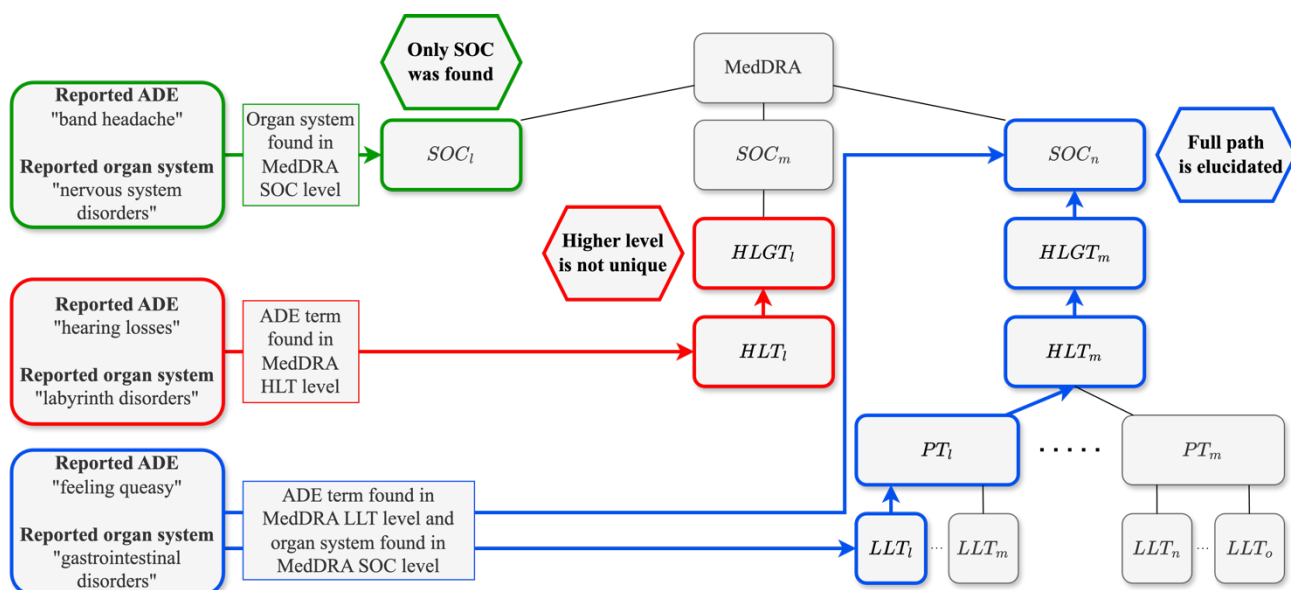 Only SOC
was found
MedDRA
Reported ADE
"band headache"
Reported organ system
"nervous system
disorders"
Organ system
found in
MedDRA
SOC level
SOC_l
SOC_m
SOC_n
Full path
is elucidated
Higher level
is not unique
HLGT_l
HLGT_m
Reported ADE
"hearing losses"
Reported organ system
"labyrinth disorders"
ADE term
found in
MedDRA
HLT level
HLT_l
HLT_m
Reported ADE
"feeling queasy"
Reported organ system
"gastrointestinal
disorders"
ADE term found in
MedDRA LLT level and
organ system found in
MedDRA SOC level
PT_l
.....
PT_m
LLT_l
...
LLT_m
LLT_n
...
LLT_o